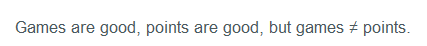 Games are good, points are good, but games ≠ points.